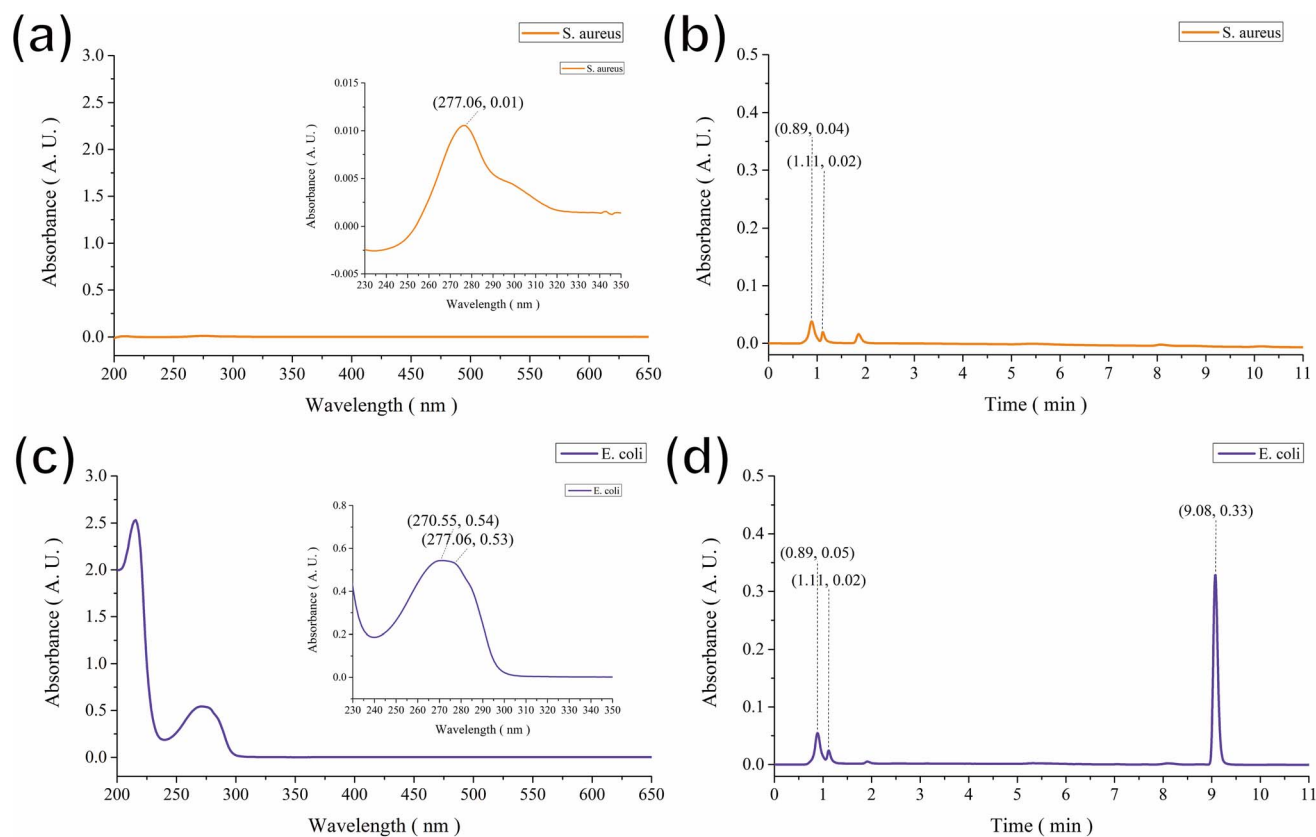 (a)
S. aureus
3.0
2.5
2.0
1.5
1.0
0.5
0.0
Absorbance ( A. U. )
200 250 300 350 400 450 500 550 600 650
Wavelength ( nm )
S. aureus
(277.06, 0.01)
0.015
0.010
0.005
0.000
-0.005
Absorbance ( A. U. )
230 240 250 260 270 280 290 300 310 320 330 340 350
Wavelength ( nm )
(b)
S. aureus
0.5
0.4
0.3
0.2
0.1
0.0
Absorbance ( A. U. )
(0.89, 0.04)
(1.11, 0.02)
0 1 2 3 4 5 6 7 8 9 10 11
Time ( min )
(c)
E. coli
3.0
2.5
2.0
1.5
1.0
0.5
0.0
Absorbance ( A. U. )
200 250 300 350 400 450 500 550 600 650
Wavelength ( nm )
E. coli
(270.55, 0.54)
(277.06, 0.53)
0.8
0.6
0.4
0.2
0.0
Absorbance ( A. U. )
230 240 250 260 270 280 290 300 310 320 330 340 350
Wavelength ( nm )
(d)
E. coli
0.5
0.4
0.3
0.2
0.1
0.0
Absorbance ( A. U. )
(9.08, 0.33)
(0.89, 0.05)
(1.11, 0.02)
0 1 2 3 4 5 6 7 8 9 10 11
Time ( min )